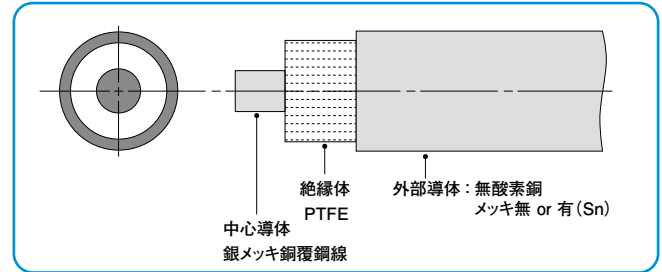 絶縁体
PTFE
外部導体：無酸素銅
メッキ無 or 有（Sn）
中心導体
銀メッキ銅覆鋼線